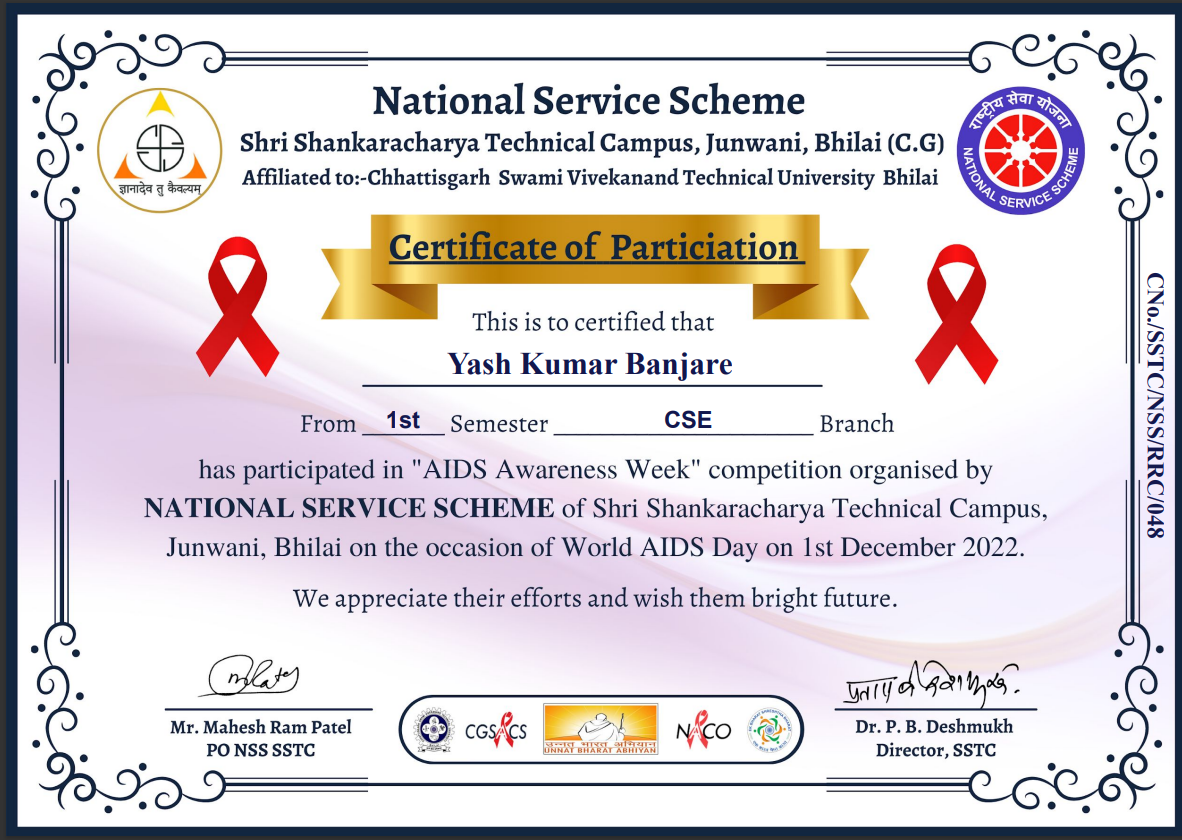 National Service Scheme
Shri Shankaracharya Technical Campus, Junwani, Bhilai (C.G)
Affiliated to:-Chhattisgarh Swami Vivekanand Technical University Bhilai
ज्ञानादेव तु कैवल्यम्
राष्ट्रीय सेवा योजना
NATIONAL SERVICE SCHEME
Certificate of Particiation
This is to certified that
Yash Kumar Banjare
From 1st Semester CSE Branch
has participated in "AIDS Awareness Week" competition organised by
NATIONAL SERVICE SCHEME of Shri Shankaracharya Technical Campus,
Junwani, Bhilai on the occasion of World AIDS Day on 1st December 2022.
We appreciate their efforts and wish them bright future.
CNo./SSTC/NSS/RRC/048
Mr. Mahesh Ram Patel
PO NSS SSTC
CGSACS
उन्नत भारत अभियान
UNNAT BHARAT ABHIYAN
NACO
Dr. P. B. Deshmukh
Director, SSTC